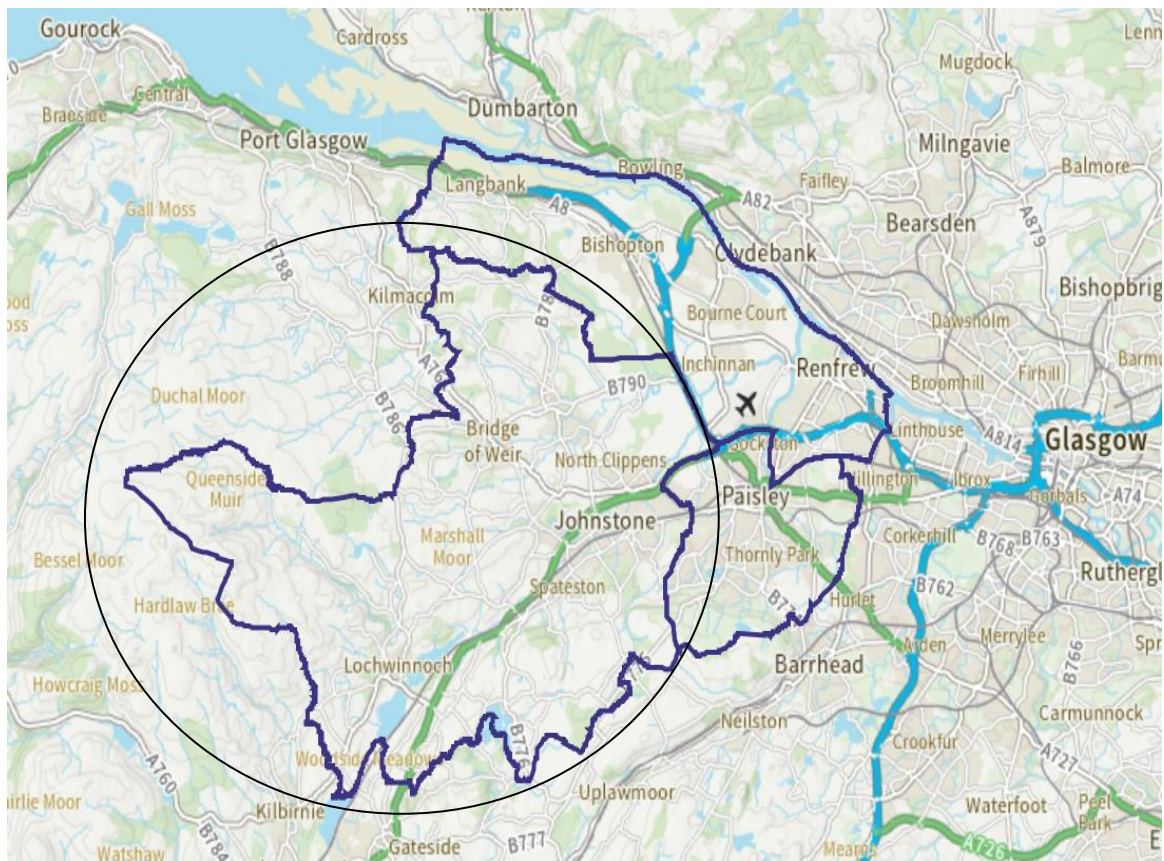 Gourock
Cardross
Mugdock
Central
Braeside
Dumbarton
Port Glasgow
Milngavie
Balmore
Bowling
Langbank
A82
Faifley
Gall Moss
A8
Bearsden
A879
B788
Bishopton
Clydebank
Kilmacolm
Bourne Court
Dawsholm
Inchinnan
Renfrew
Broomhill
Firhill
Duchal Moor
B790
B786
Bridge
of Weir
Linthouse
A814
Glasgow
North Clippens
Queenside
Muir
Paisley
Ibrox
Gorbals
A74
Johnstone
Marshall
Moor
Corkerhill
B768
B763
Bessel Moor
Thornly Park
Spateston
B762
Hardlaw Brae
Hurlet
Merrylee
Arden
B766
Lochwinnoch
Barrhead
Howcraig Moss
Neilston
Carmunnock
B776
Crookfur
A727
A760
Woodside Meadow
Uplawmoor
Kilbirnie
Waterfoot
Peel
Park
B784
B777
Gateside
A726
Watshaw